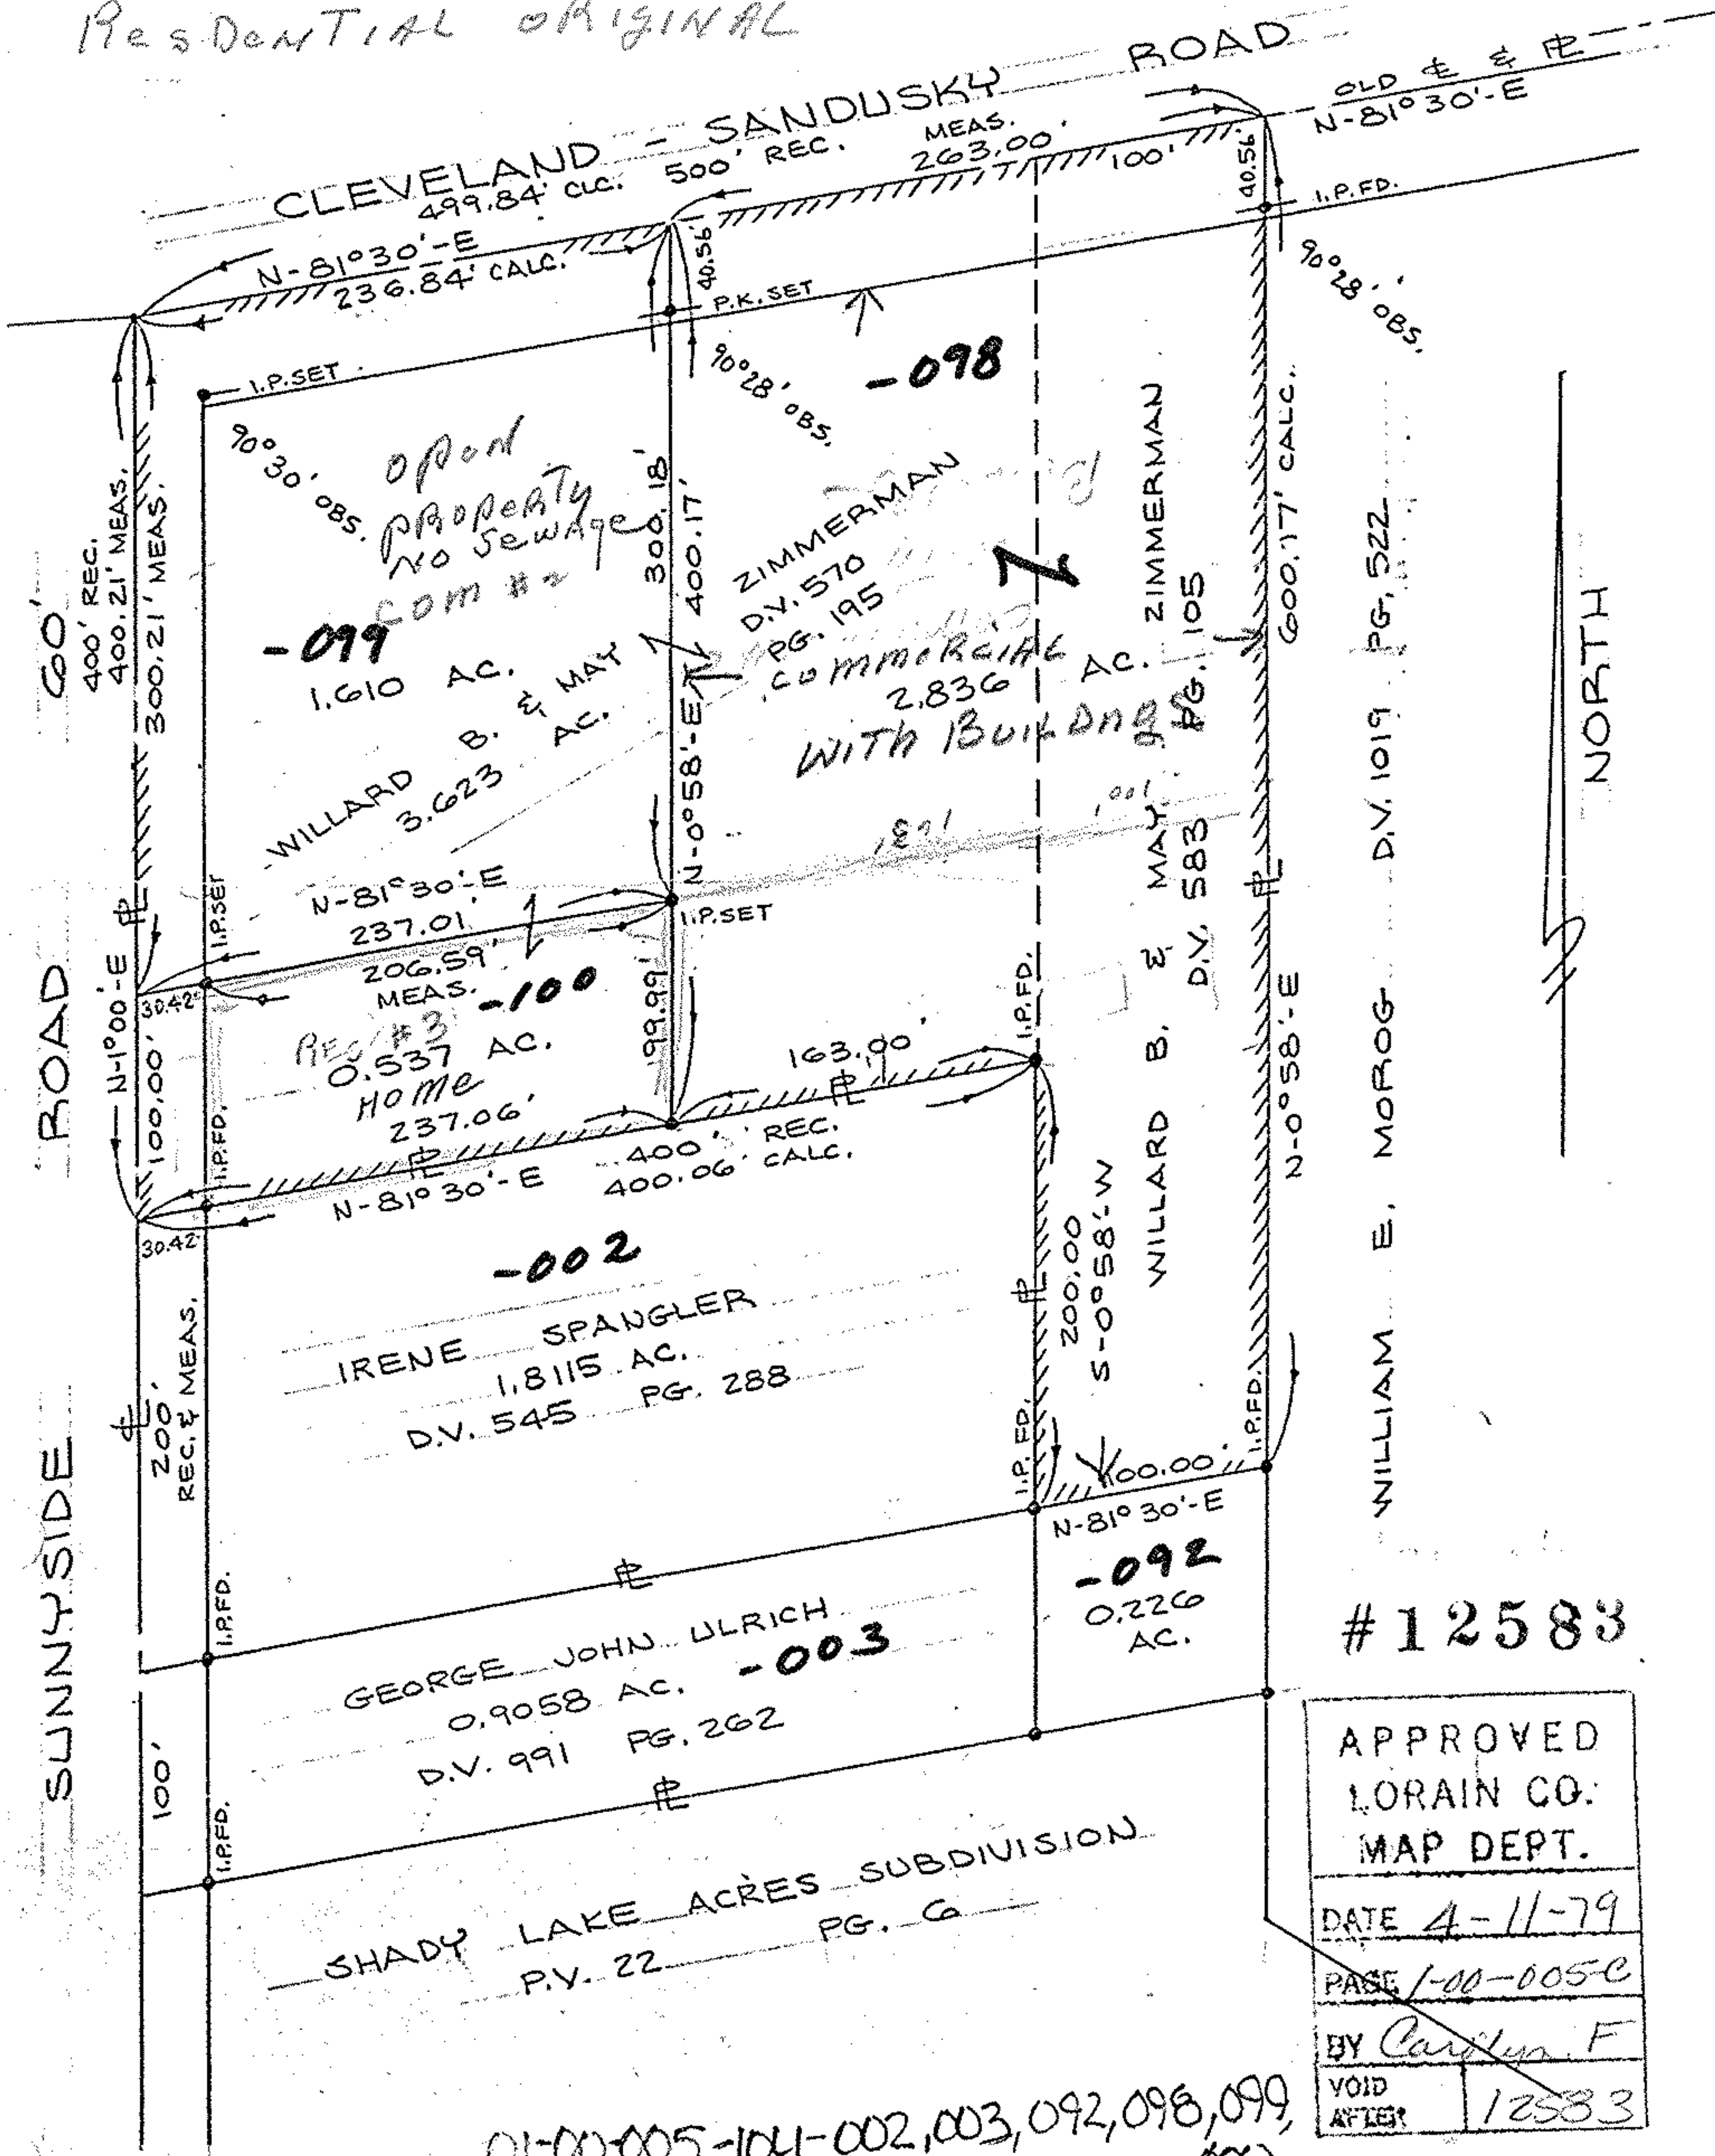 ResDenTIAL ORIGINAL
CLEVELAND - SANDUSKY ROAD
499.84' CLC. 500' REC.
MEAS.
263.00'
100'
OLD ℄ & ℄
N-81°30'-E
40.56'
I.P.FD.
90°28' OBS.
N-81°30'-E
236.84' CALC.
40.56'
P.K. SET
90°28' OBS.
-098
I.P. SET
90°30' OBS.
OPON
PROPERTY
NO SEWAGE
COM #2
-099
1.610 AC.
WILLARD B. & MAY ZIMMERMAN
3.623 AC.
D.V. 570
PG. 195
300.18'
N-0°58'-E 400.17'
COMMERCIAL
2.836 AC.
WITH BUILDNGS
WILLARD B. & MAY ZIMMERMAN
D.V. 583 PG. 105
600.17' CALC.
N-0°58'-E
WILLIAM E. MOROG D.V. 1019 PG. 522
NORTH
60'
400' REC.
400.21' MEAS.
300.21' MEAS.
N-1°00'-E
100.00'
SUNNYSIDE ROAD
I.P.SET
N-81°30'-E
237.01'
206.59'
MEAS.
30.42'
I.P.SET
-100
#3
0.537 AC.
HOME
237.06'
199.99'
163.00'
I.P.FD.
I.P.FD.
N-81°30'-E
400' REC.
400.06' CALC.
30.42'
-002
IRENE SPANGLER
1.8115 AC.
D.V. 545 PG. 288
200'
REC. & MEAS.
200.00
S-0°58'-W
I.P. FD.
I.P.FD.
100.00'
N-81°30'-E
-092
0.226
AC.
I.P.FD.
GEORGE JOHN ULRICH
-003
0.9058 AC.
D.V. 991 PG. 262
100'
I.P.FD.
SHADY LAKE ACRES SUBDIVISION
P.V. 22 PG. 6
#12583
APPROVED
LORAIN CO.
MAP DEPT.
DATE 4-11-79
PAGE 1-00-005-C
BY Carolyn F
VOID AFTER 12583
01-00-005-104-002,003,092,098,099,